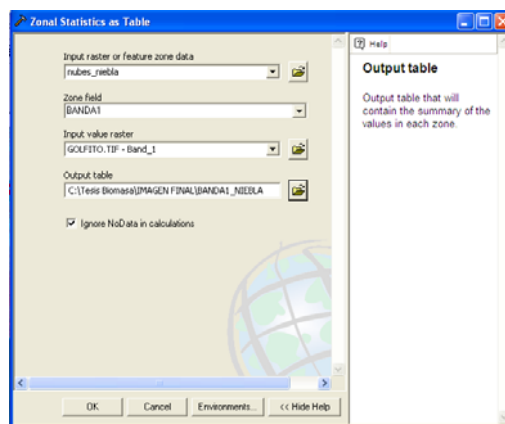 Zonal Statistics as Table
Input raster or feature zone data
nubes_niebla
Zone field
BANDA1
Input value raster
GOLFITO.TIF - Band_1
Output table
C:\Tesis Biomasa\IMAGEN FINAL\BANDA1_NIEBLA
Ignore NoData in calculations
OK
Cancel
Environments...
<< Hide Help
Help
Output table
Output table that will
contain the summary of the
values in each zone.